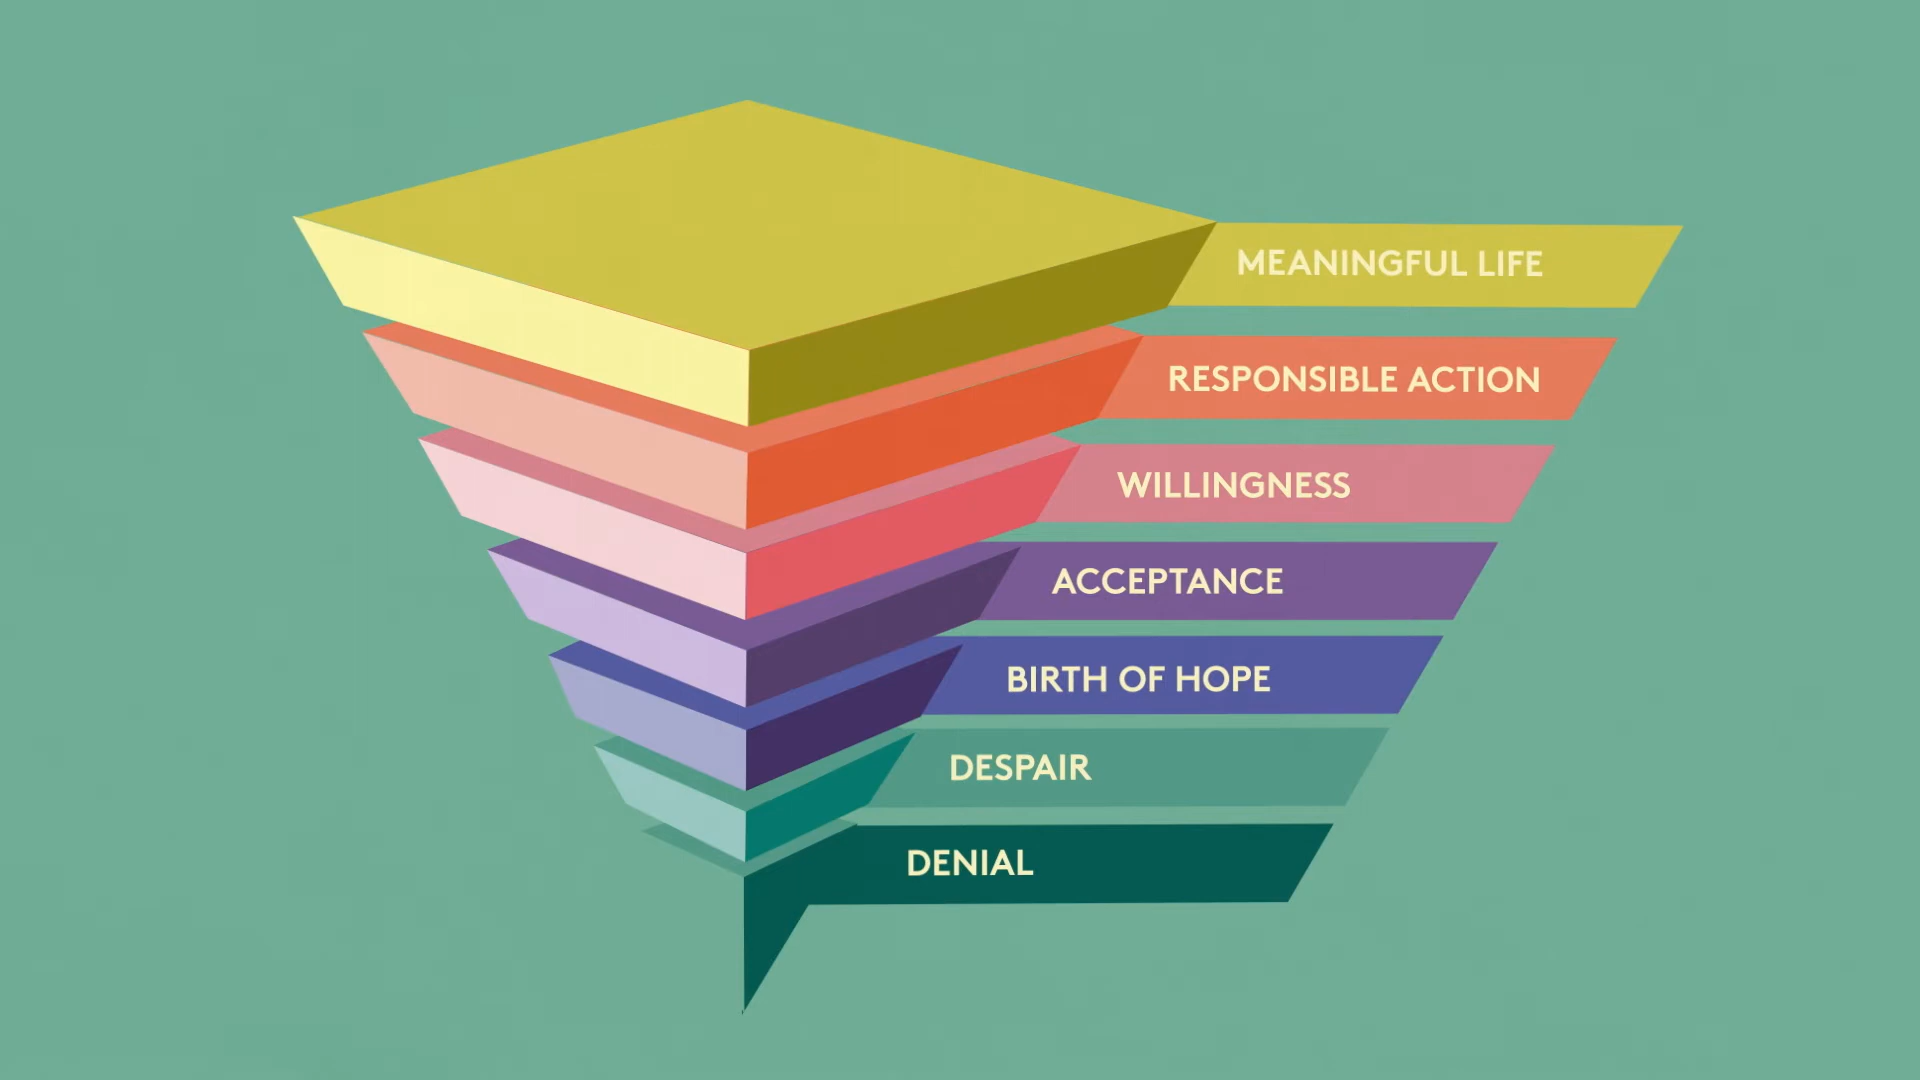 MEANINGFUL LIFE
RESPONSIBLE ACTION
WILLINGNESS
ACCEPTANCE
BIRTH OF HOPE
DESPAIR
DENIAL